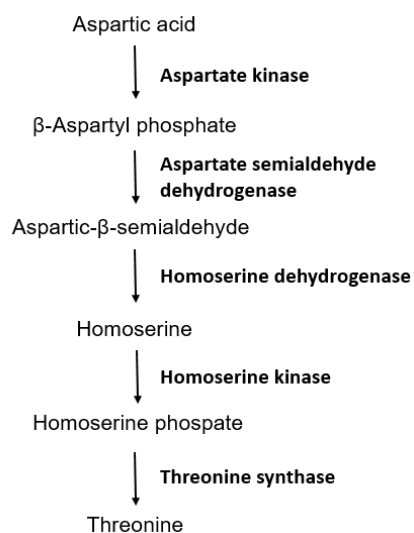 Aspartic acid
Aspartate kinase
β-Aspartyl phosphate
Aspartate semialdehyde
dehydrogenase
Aspartic-β-semialdehyde
Homoserine dehydrogenase
Homoserine
Homoserine kinase
Homoserine phospate
Threonine synthase
Threonine